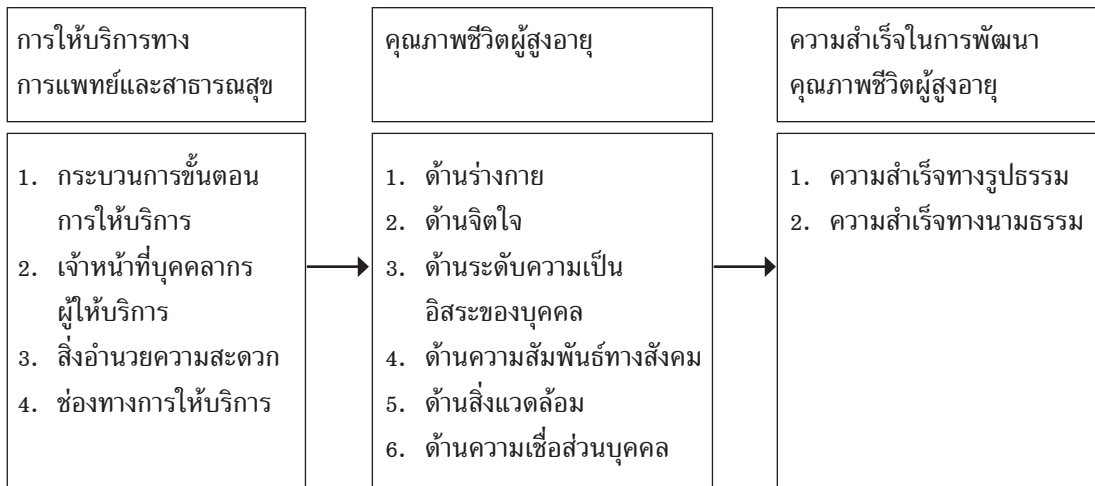 การให้บริการทาง
การแพทย์และสาธารณสุข
คุณภาพชีวิตผู้สูงอายุ
ความสำเร็จในการพัฒนา
คุณภาพชีวิตผู้สูงอายุ
1. กระบวนการขั้นตอน
การให้บริการ
2. เจ้าหน้าที่บุคคลากร
ผู้ให้บริการ
3. สิ่งอำนวยความสะดวก
4. ช่องทางการให้บริการ
1. ด้านร่างกาย
2. ด้านจิตใจ
3. ด้านระดับความเป็น
อิสระของบุคคล
4. ด้านความสัมพันธ์ทางสังคม
5. ด้านสิ่งแวดล้อม
6. ด้านความเชื่อส่วนบุคคล
1. ความสำเร็จทางรูปธรรม
2. ความสำเร็จทางนามธรรม